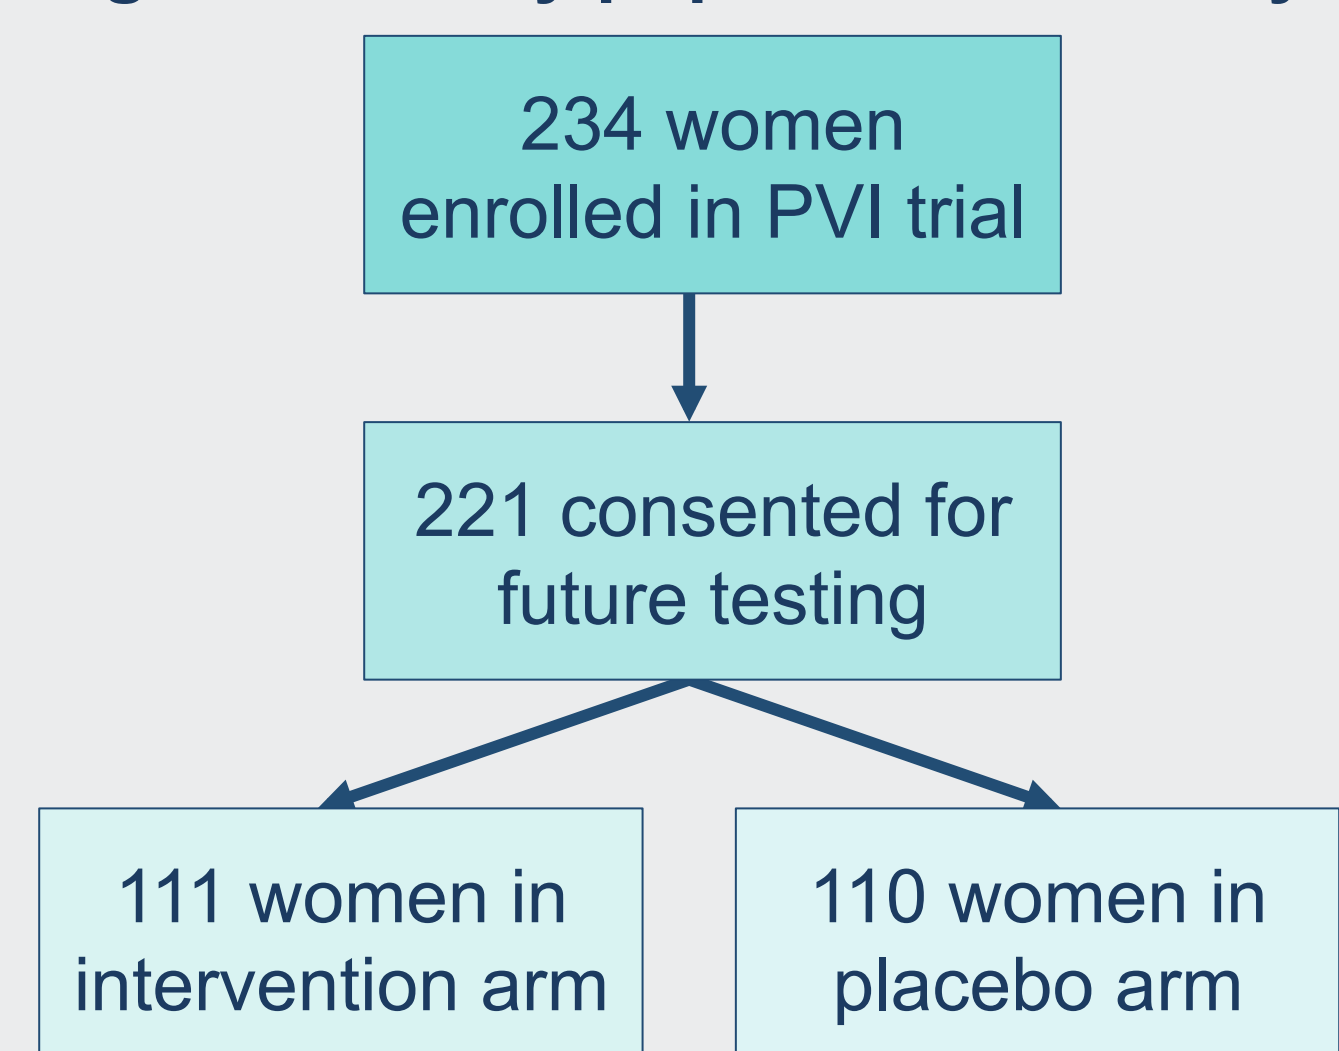 234 women
enrolled in PVI trial
221 consented for
future testing
111 women in
intervention arm
110 women in
placebo arm